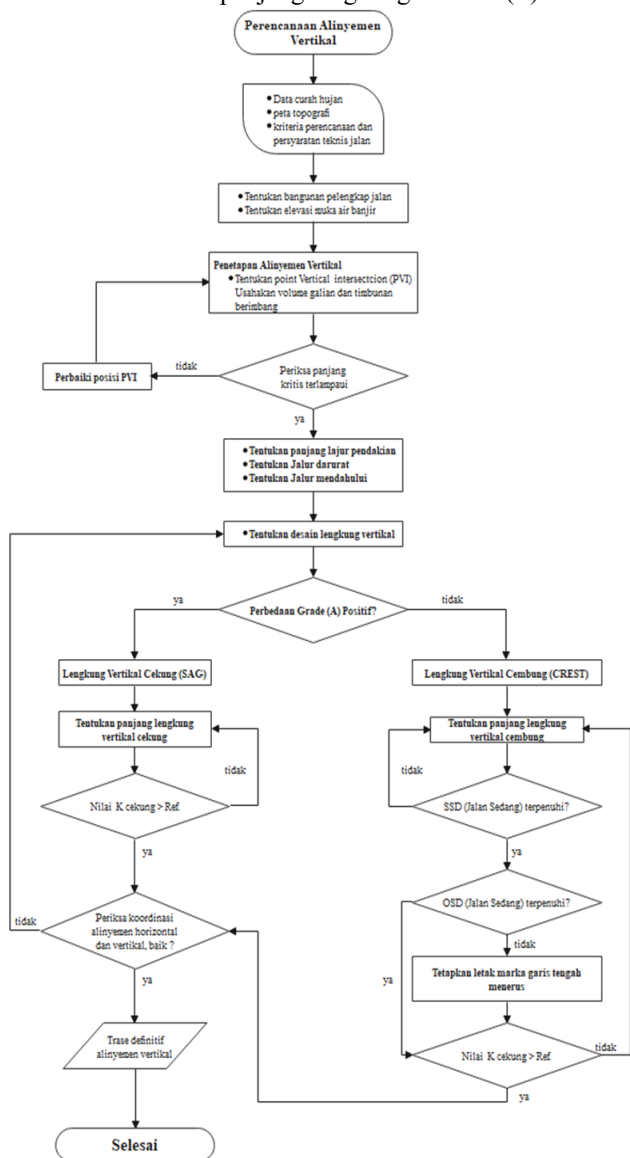 Perencanaan Alinyemen
Vertikal
• Data curah hujan
• peta topografi
• kriteria perencanaan dan
persyaratan teknis jalan
• Tentukan bangunan pelengkap jalan
• Tentukan elevasi muka air banjir
Penetapan Alinyemen Vertikal
• Tentukan point Vertical intersectcion (PVI)
Usahakan volume galian dan timbunan
berimbang
Perbaiki posisi PVI
tidak
Periksa panjang
kritis terlampaui
ya
• Tentukan panjang lajur pendakian
• Tentukan Jalur darurat
• Tentukan Jalur mendahului
• Tentukan desain lengkung vertikal
ya
Perbedaan Grade (A) Positif?
tidak
Lengkung Vertikal Cekung (SAG)
Tentukan panjang lengkung
vertikal cekung
tidak
Nilai K cekung > Ref
ya
tidak
Periksa koordinasi
alinyemen horizontal
dan vertikal, baik ?
ya
Trase definitif
alinyemen vertikal
Selesai
Lengkung Vertikal Cembung (CREST)
Tentukan panjang lengkung
vertikal cembung
tidak
SSD (Jalan Sedang) terpenuhi?
ya
OSD (Jalan Sedang) terpenuhi?
tidak
ya
Tetapkan letak marka garis tengah
menerus
Nilai K cekung > Ref
tidak
ya